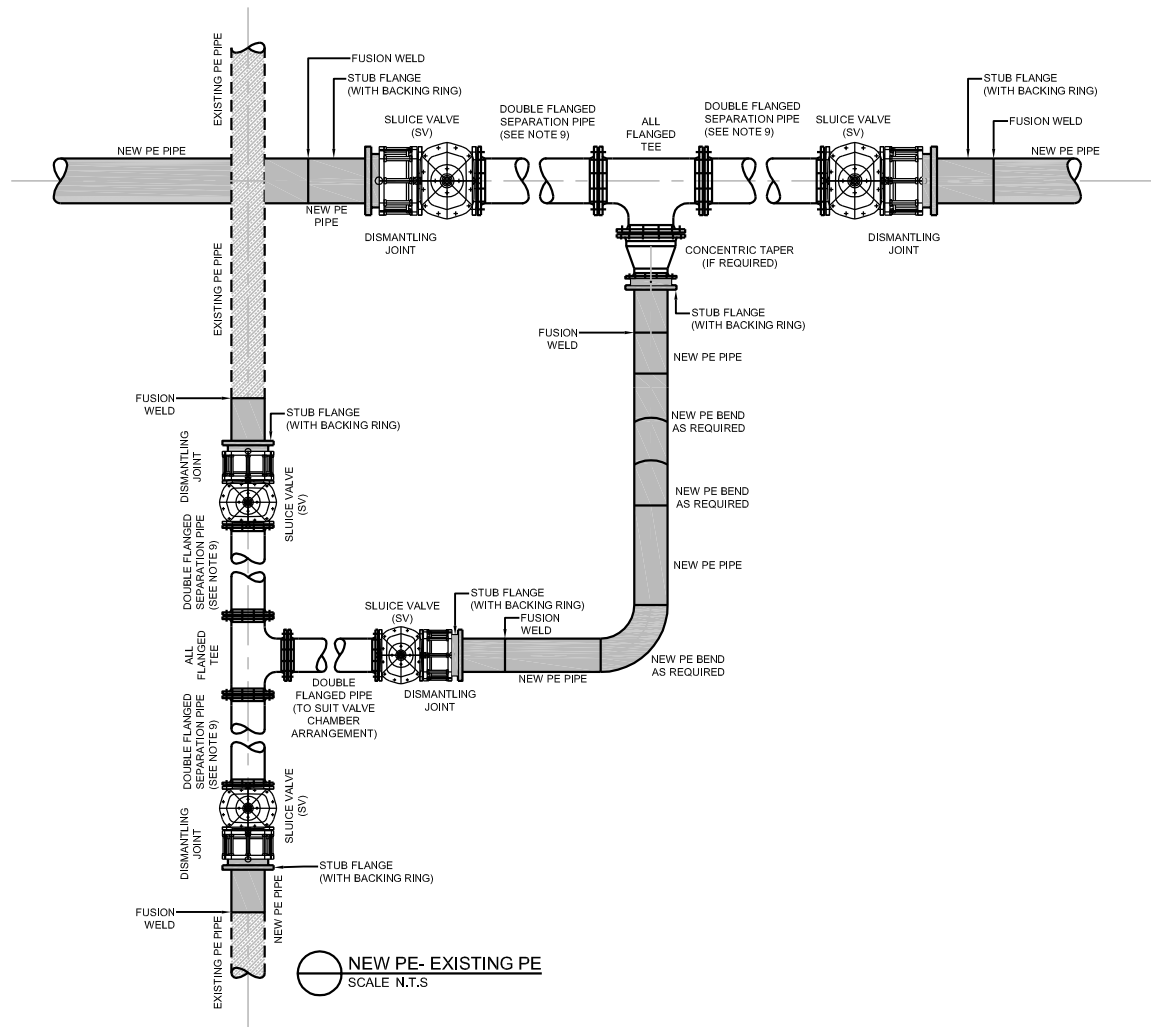 EXISTING PE PIPE
FUSION WELD
STUB FLANGE
(WITH BACKING RING)
DOUBLE FLANGED
SEPARATION PIPE
(SEE NOTE 9)
ALL
FLANGED
TEE
DOUBLE FLANGED
SEPARATION PIPE
(SEE NOTE 9)
SLUICE VALVE
(SV)
SLUICE VALVE
(SV)
STUB FLANGE
(WITH BACKING RING)
FUSION WELD
NEW PE PIPE
NEW PE PIPE
NEW PE
PIPE
DISMANTLING
JOINT
DISMANTLING
JOINT
CONCENTRIC TAPER
(IF REQUIRED)
EXISTING PE PIPE
STUB FLANGE
(WITH BACKING RING)
FUSION
WELD
NEW PE PIPE
FUSION
WELD
STUB FLANGE
(WITH BACKING RING)
NEW PE BEND
AS REQUIRED
DISMANTLING
JOINT
SLUICE VALVE
(SV)
NEW PE BEND
AS REQUIRED
DOUBLE FLANGED
SEPARATION PIPE
(SEE NOTE 9)
NEW PE PIPE
STUB FLANGE
(WITH BACKING RING)
SLUICE VALVE
(SV)
FUSION
WELD
ALL
FLANGED
TEE
NEW PE BEND
AS REQUIRED
NEW PE PIPE
DOUBLE
FLANGED PIPE
(TO SUIT VALVE
CHAMBER
ARRANGEMENT)
DISMANTLING
JOINT
DOUBLE FLANGED
SEPARATION PIPE
(SEE NOTE 9)
SLUICE VALVE
(SV)
DISMANTLING
JOINT
STUB FLANGE
(WITH BACKING RING)
NEW PE PIPE
FUSION
WELD
EXISTING PE PIPE
NEW PE- EXISTING PE
SCALE N.T.S